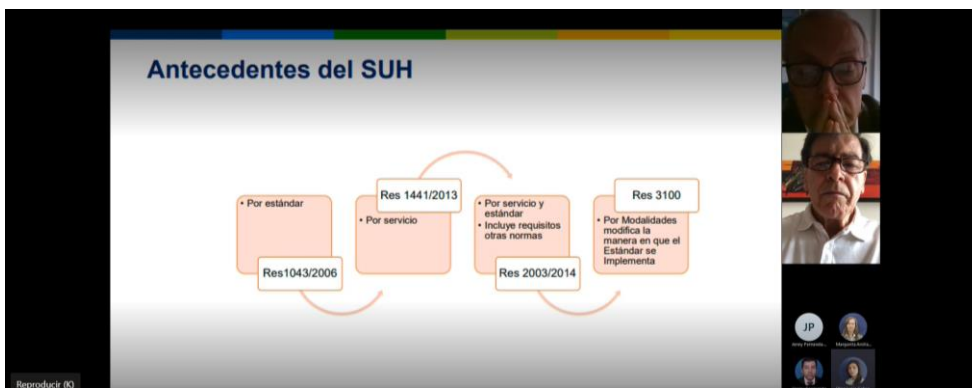 Antecedentes del SUH
• Por estándar
Res1043/2006
Res 1441/2013
• Por servicio
• Por servicio y
estándar
• Incluye requisitos
otras normas
Res 2003/2014
Res 3100
• Por Modalidades
modifica la
manera en que el
Estándar se
Implementa
JP
Reproducir (K)